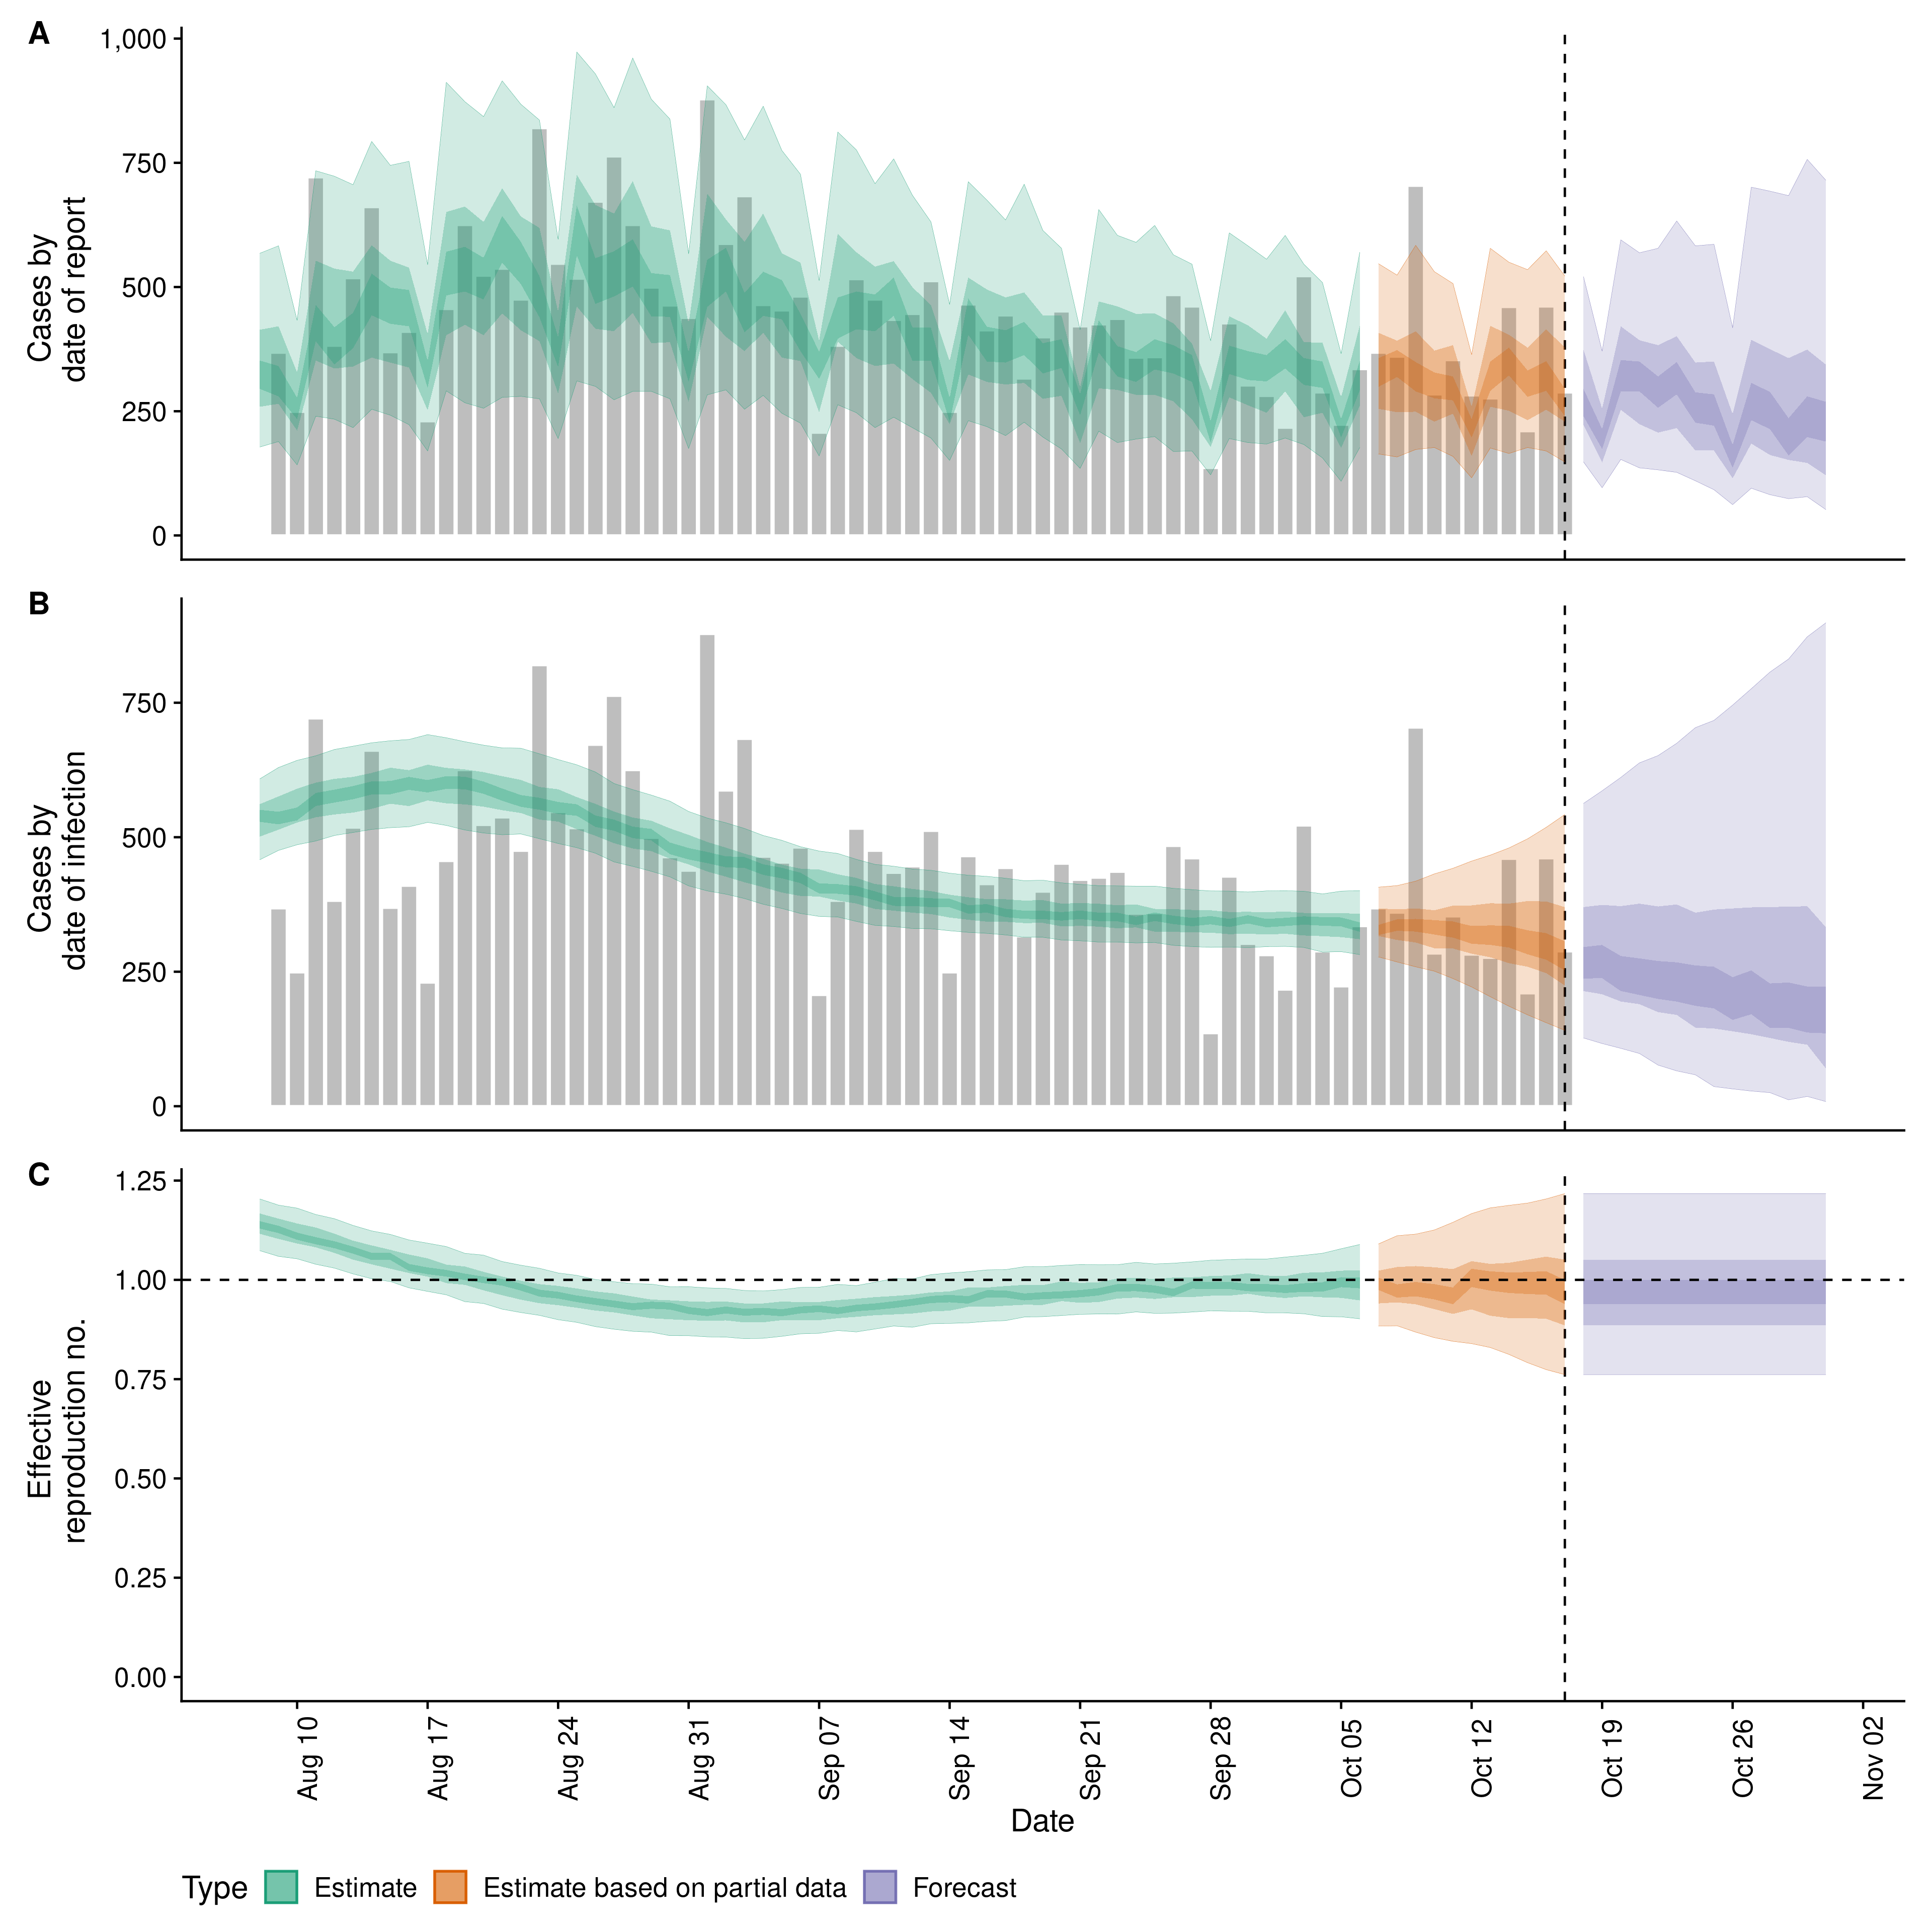 A
Cases by
date of report
1,000
750
500
250
0
B
Cases by
date of infection
750
500
250
0
C
Effective
reproduction no.
1.25
1.00
0.75
0.50
0.25
0.00
Aug 10
Aug 17
Aug 24
Aug 31
Sep 07
Sep 14
Sep 21
Sep 28
Oct 05
Oct 12
Oct 19
Oct 26
Nov 02
Date
Type
Estimate
Estimate based on partial data
Forecast